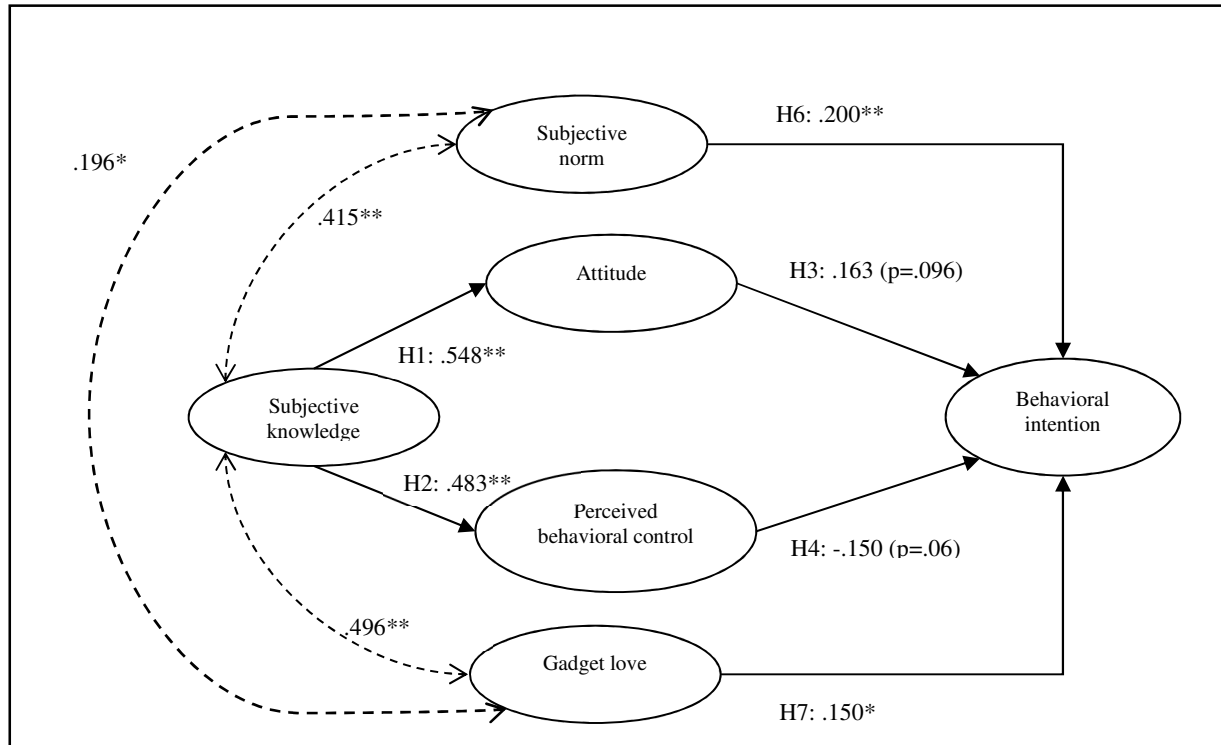 H6: .200**
Subjective
norm
.196*
.415**
Attitude
H3: .163 (p=.096)
H1: .548**
Subjective
knowledge
Behavioral
intention
H2: .483**
Perceived
behavioral control
H4: -.150 (p=.06)
.496**
Gadget love
H7: .150*